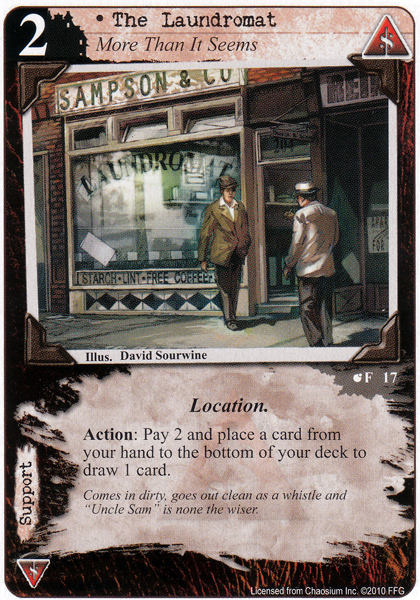 2
• The Laundromat
More Than It Seems
SAMPSON & CO
LAUNDROMAT
204
STARCH · LINT-FREE COFFEE
FOR
Illus. David Sourwine
F 17
Location.
Action: Pay 2 and place a card from
your hand to the bottom of your deck to
draw 1 card.
Comes in dirty, goes out clean as a whistle and
“Uncle Sam” is none the wiser.
Support
Licensed from Chaosium Inc. ©2010 FFG